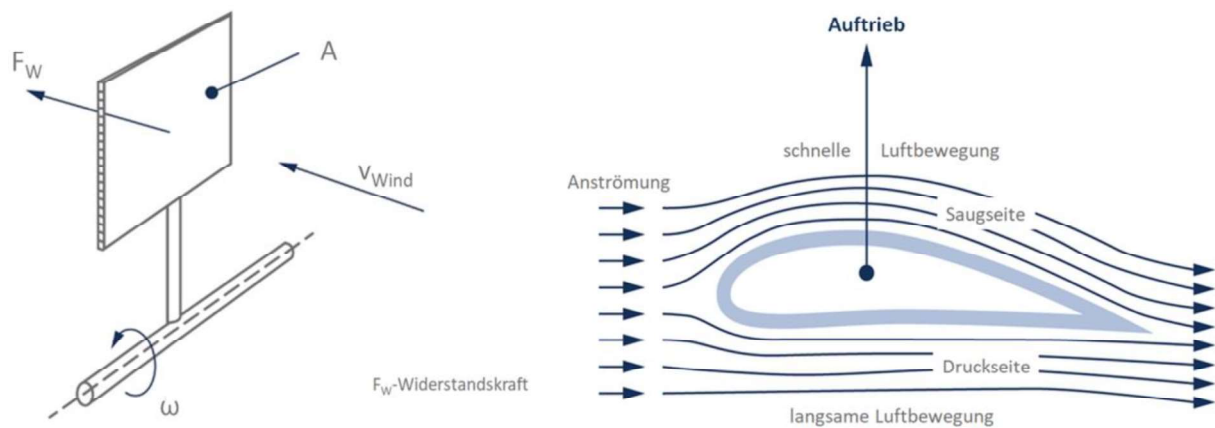 F_W
A
v_Wind
ω
F_W-Widerstandskraft
Auftrieb
schnelle Luftbewegung
Anströmung
Saugseite
Druckseite
langsame Luftbewegung